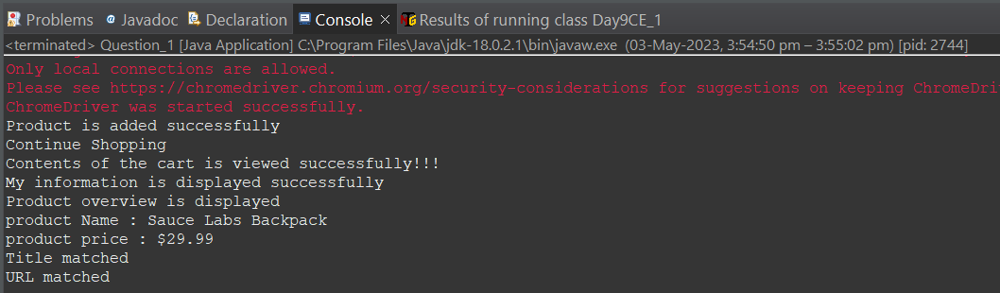 Problems @ Javadoc Declaration Console Results of running class Day9CE_1
<terminated> Question_1 [Java Application] C:\Program Files\Java\jdk-18.0.2.1\bin\javaw.exe (03-May-2023, 3:54:50 pm – 3:55:02 pm) [pid: 2744]
Only local connections are allowed.
Please see https://chromedriver.chromium.org/security-considerations for suggestions on keeping ChromeDri
ChromeDriver was started successfully.
Product is added successfully
Continue Shopping
Contents of the cart is viewed successfully!!!
My information is displayed successfully
Product overview is displayed
product Name : Sauce Labs Backpack
product price : $29.99
Title matched
URL matched